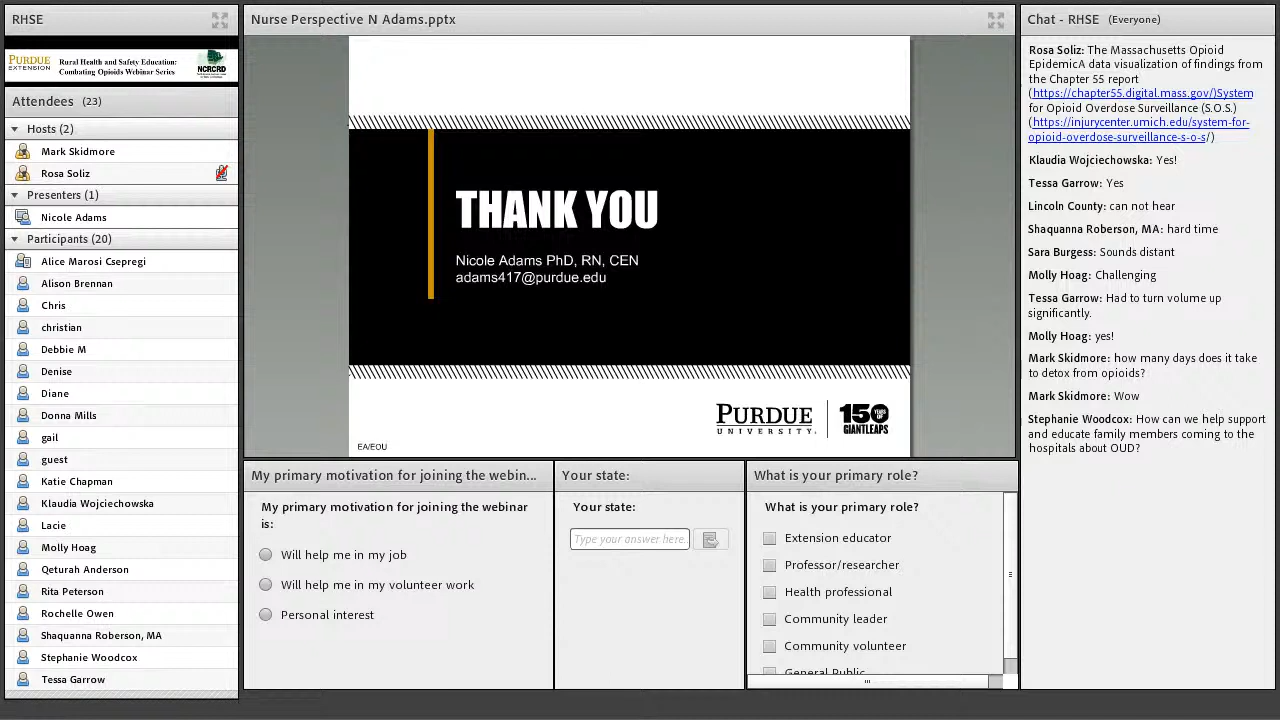 RHSE
PURDUE
EXTENSION
Rural Health and Safety Education:
Combating Opioids Webinar Series
NCRCRD
Attendees (23)
Hosts (2)
Mark Skidmore
Rosa Soliz
Presenters (1)
Nicole Adams
Participants (20)
Alice Marosi Csepregi
Alison Brennan
Chris
christian
Debbie M
Denise
Diane
Donna Mills
gail
guest
Katie Chapman
Klaudia Wojciechowska
Lacie
Molly Hoag
Qeturah Anderson
Rita Peterson
Rochelle Owen
Shaquanna Roberson, MA
Stephanie Woodcox
Tessa Garrow
Nurse Perspective N Adams.pptx
THANK YOU
Nicole Adams PhD, RN, CEN
adams417@purdue.edu
PURDUE
UNIVERSITY.
150 YEARS OF
GIANT LEAPS
EA/EOU
My primary motivation for joining the webin...
My primary motivation for joining the webinar
is:
Will help me in my job
Will help me in my volunteer work
Personal interest
Your state:
Your state:
Type your answer here.
What is your primary role?
What is your primary role?
Extension educator
Professor/researcher
Health professional
Community leader
Community volunteer
General Public
Chat - RHSE (Everyone)
Rosa Soliz: The Massachusetts Opioid
EpidemicA data visualization of findings from
the Chapter 55 report
(https://chapter55.digital.mass.gov/)System
for Opioid Overdose Surveillance (S.O.S.)
(https://injurycenter.umich.edu/system-for-
opioid-overdose-surveillance-s-o-s/)
Klaudia Wojciechowska: Yes!
Tessa Garrow: Yes
Lincoln County: can not hear
Shaquanna Roberson, MA: hard time
Sara Burgess: Sounds distant
Molly Hoag: Challenging
Tessa Garrow: Had to turn volume up
significantly.
Molly Hoag: yes!
Mark Skidmore: how many days does it take
to detox from opioids?
Mark Skidmore: Wow
Stephanie Woodcox: How can we help support
and educate family members coming to the
hospitals about OUD?